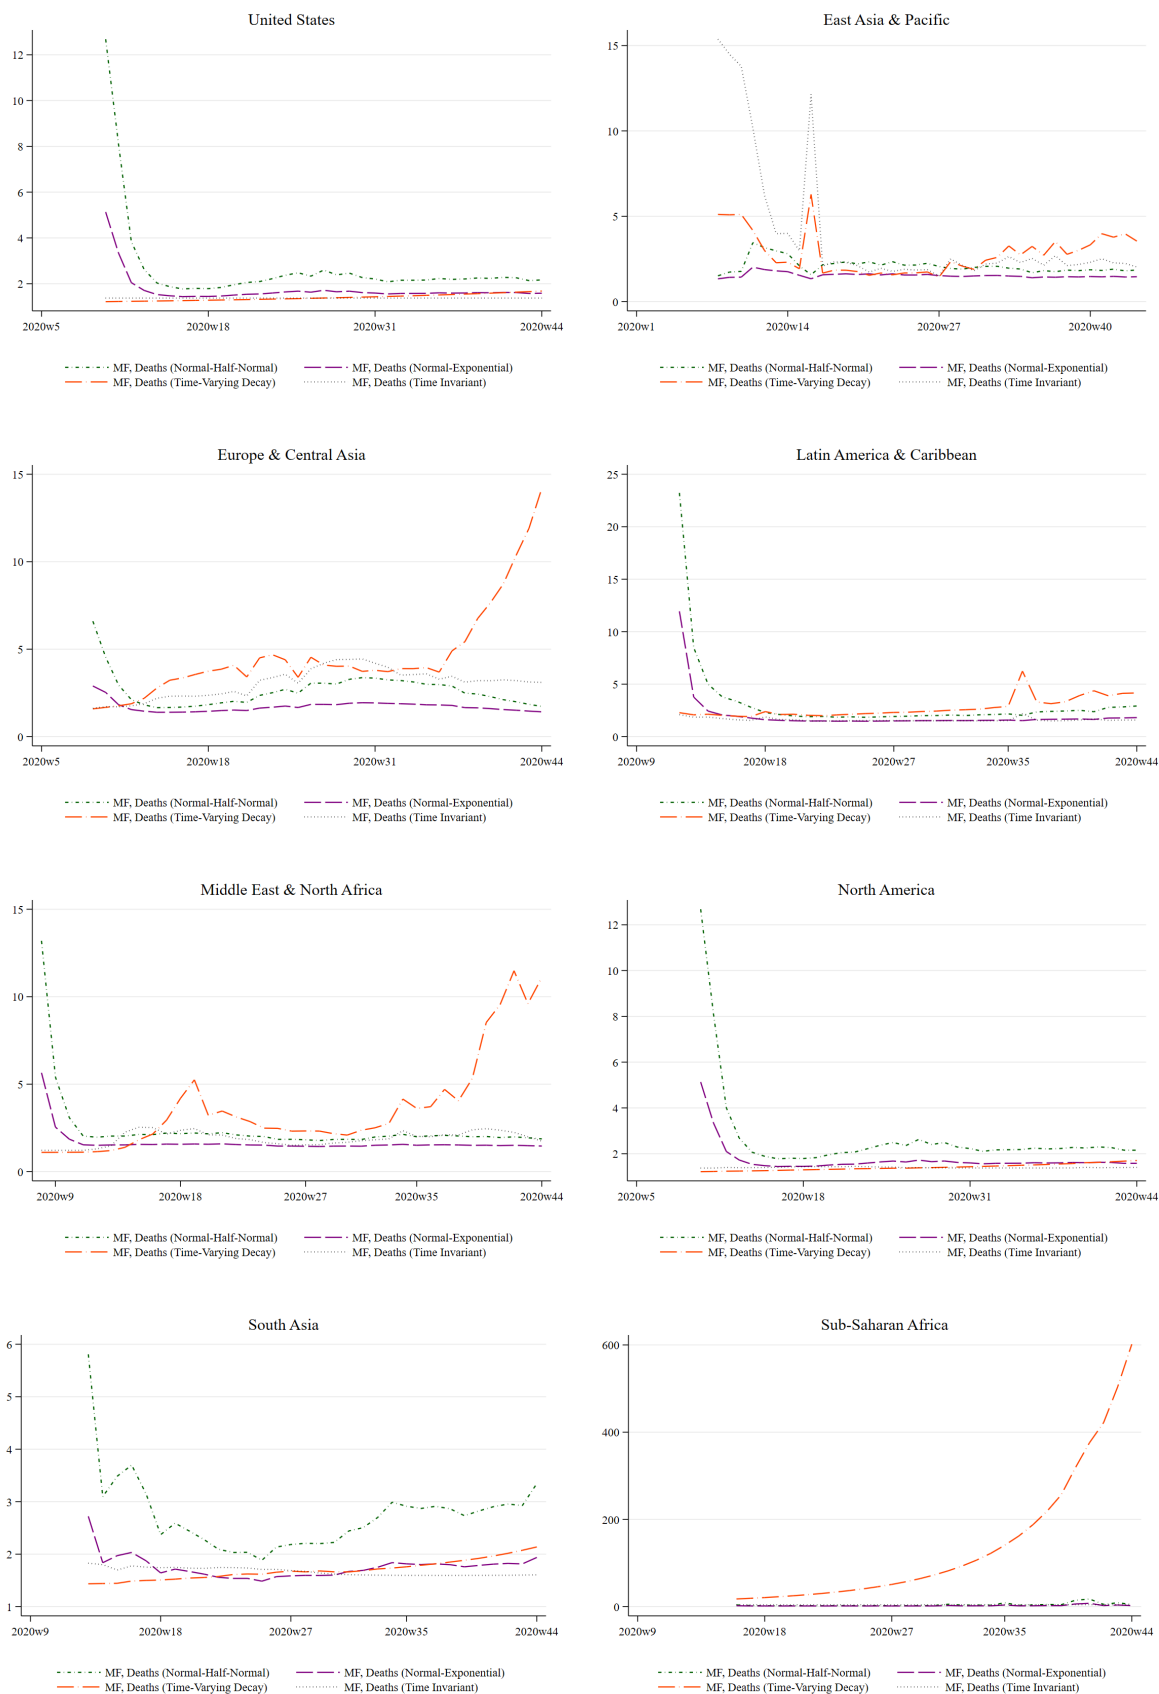 United States
12
10
8
6
4
2
2020w5 2020w18 2020w31 2020w44
MF, Deaths (Normal-Half-Normal) MF, Deaths (Normal-Exponential)
MF, Deaths (Time-Varying Decay) MF, Deaths (Time Invariant)
East Asia & Pacific
15
10
5
0
2020w1 2020w14 2020w27 2020w40
MF, Deaths (Normal-Half-Normal) MF, Deaths (Normal-Exponential)
MF, Deaths (Time-Varying Decay) MF, Deaths (Time Invariant)
Europe & Central Asia
15
10
5
0
2020w5 2020w18 2020w31 2020w44
MF, Deaths (Normal-Half-Normal) MF, Deaths (Normal-Exponential)
MF, Deaths (Time-Varying Decay) MF, Deaths (Time Invariant)
Latin America & Caribbean
25
20
15
10
5
0
2020w9 2020w18 2020w27 2020w35 2020w44
MF, Deaths (Normal-Half-Normal) MF, Deaths (Normal-Exponential)
MF, Deaths (Time-Varying Decay) MF, Deaths (Time Invariant)
Middle East & North Africa
15
10
5
0
2020w9 2020w18 2020w27 2020w35 2020w44
MF, Deaths (Normal-Half-Normal) MF, Deaths (Normal-Exponential)
MF, Deaths (Time-Varying Decay) MF, Deaths (Time Invariant)
North America
12
10
8
6
4
2
2020w5 2020w18 2020w31 2020w44
MF, Deaths (Normal-Half-Normal) MF, Deaths (Normal-Exponential)
MF, Deaths (Time-Varying Decay) MF, Deaths (Time Invariant)
South Asia
6
5
4
3
2
1
2020w9 2020w18 2020w27 2020w35 2020w44
MF, Deaths (Normal-Half-Normal) MF, Deaths (Normal-Exponential)
MF, Deaths (Time-Varying Decay) MF, Deaths (Time Invariant)
Sub-Saharan Africa
600
400
200
0
2020w9 2020w18 2020w27 2020w35 2020w44
MF, Deaths (Normal-Half-Normal) MF, Deaths (Normal-Exponential)
MF, Deaths (Time-Varying Decay) MF, Deaths (Time Invariant)